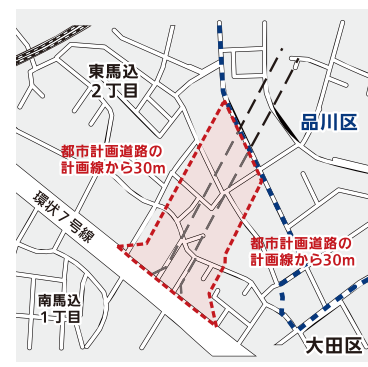 東馬込
2丁目
品川区
都市計画道路の
計画線から30m
環状7号線
都市計画道路の
計画線から30m
南馬込
1丁目
大田区